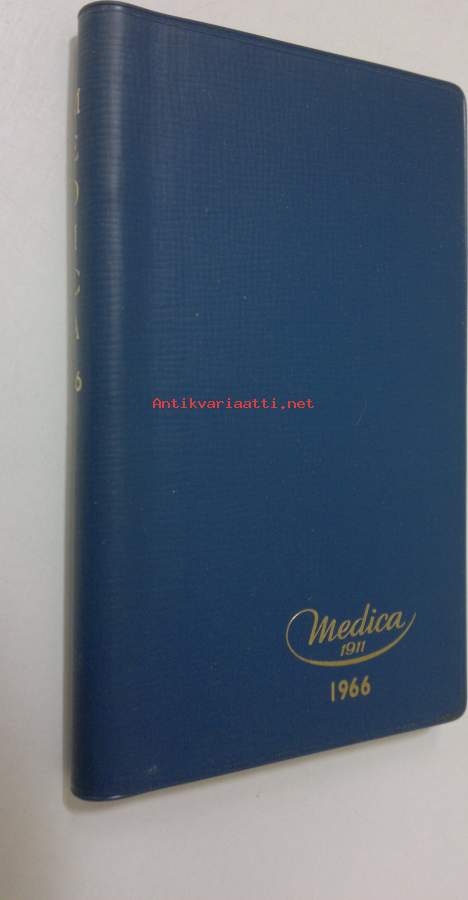 MEDICA 6
Antikvariaatti.net
Medica
1911
1966